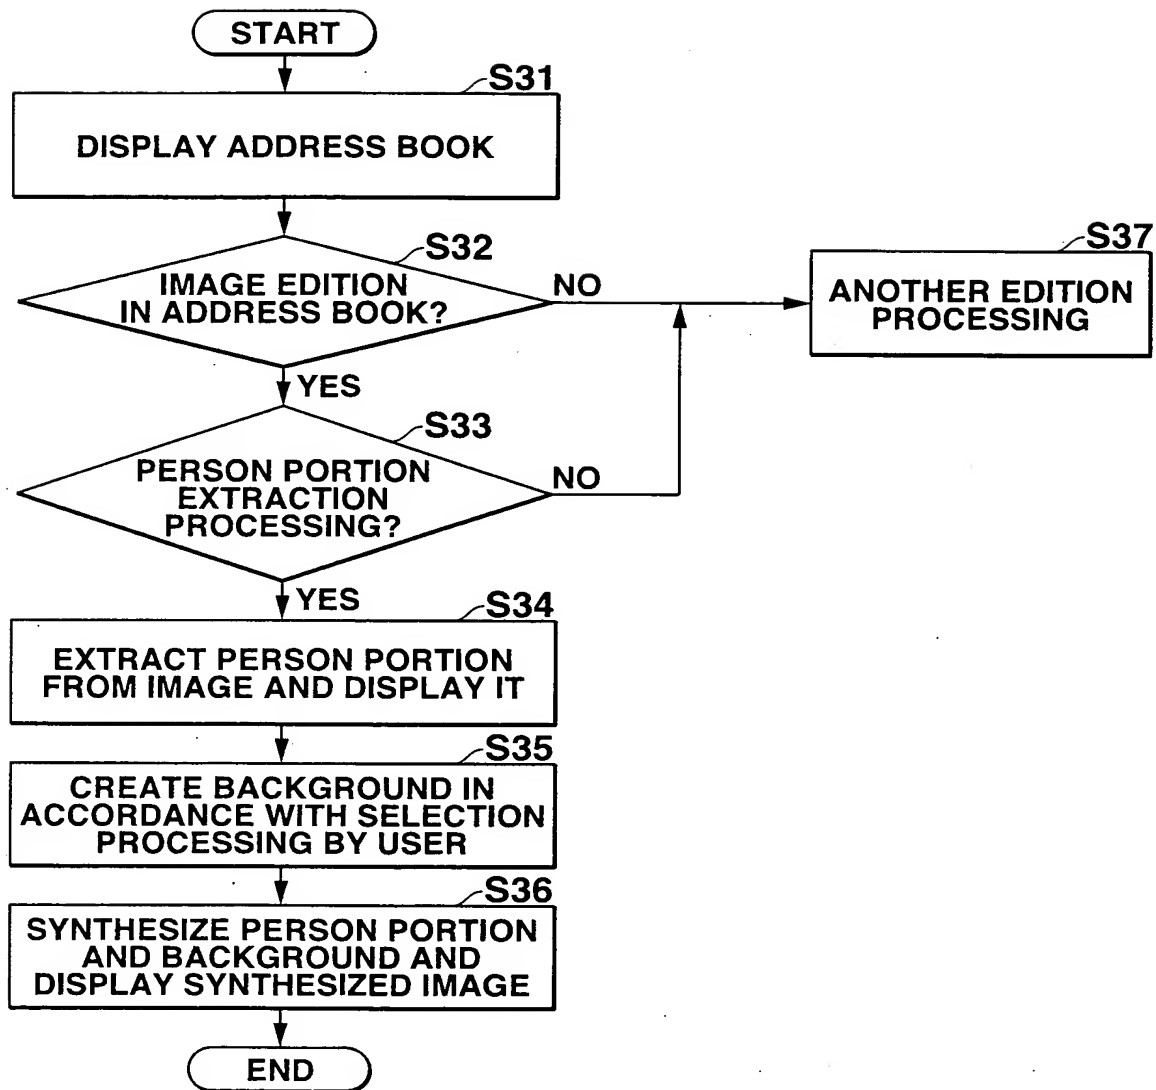 START
S31
DISPLAY ADDRESS BOOK
S32
IMAGE EDITION
IN ADDRESS BOOK?
NO
S37
ANOTHER EDITION
PROCESSING
YES
S33
PERSON PORTION
EXTRACTION
PROCESSING?
NO
YES
S34
EXTRACT PERSON PORTION
FROM IMAGE AND DISPLAY IT
S35
CREATE BACKGROUND IN
ACCORDANCE WITH SELECTION
PROCESSING BY USER
S36
SYNTHESIZE PERSON PORTION
AND BACKGROUND AND
DISPLAY SYNTHESIZED IMAGE
END